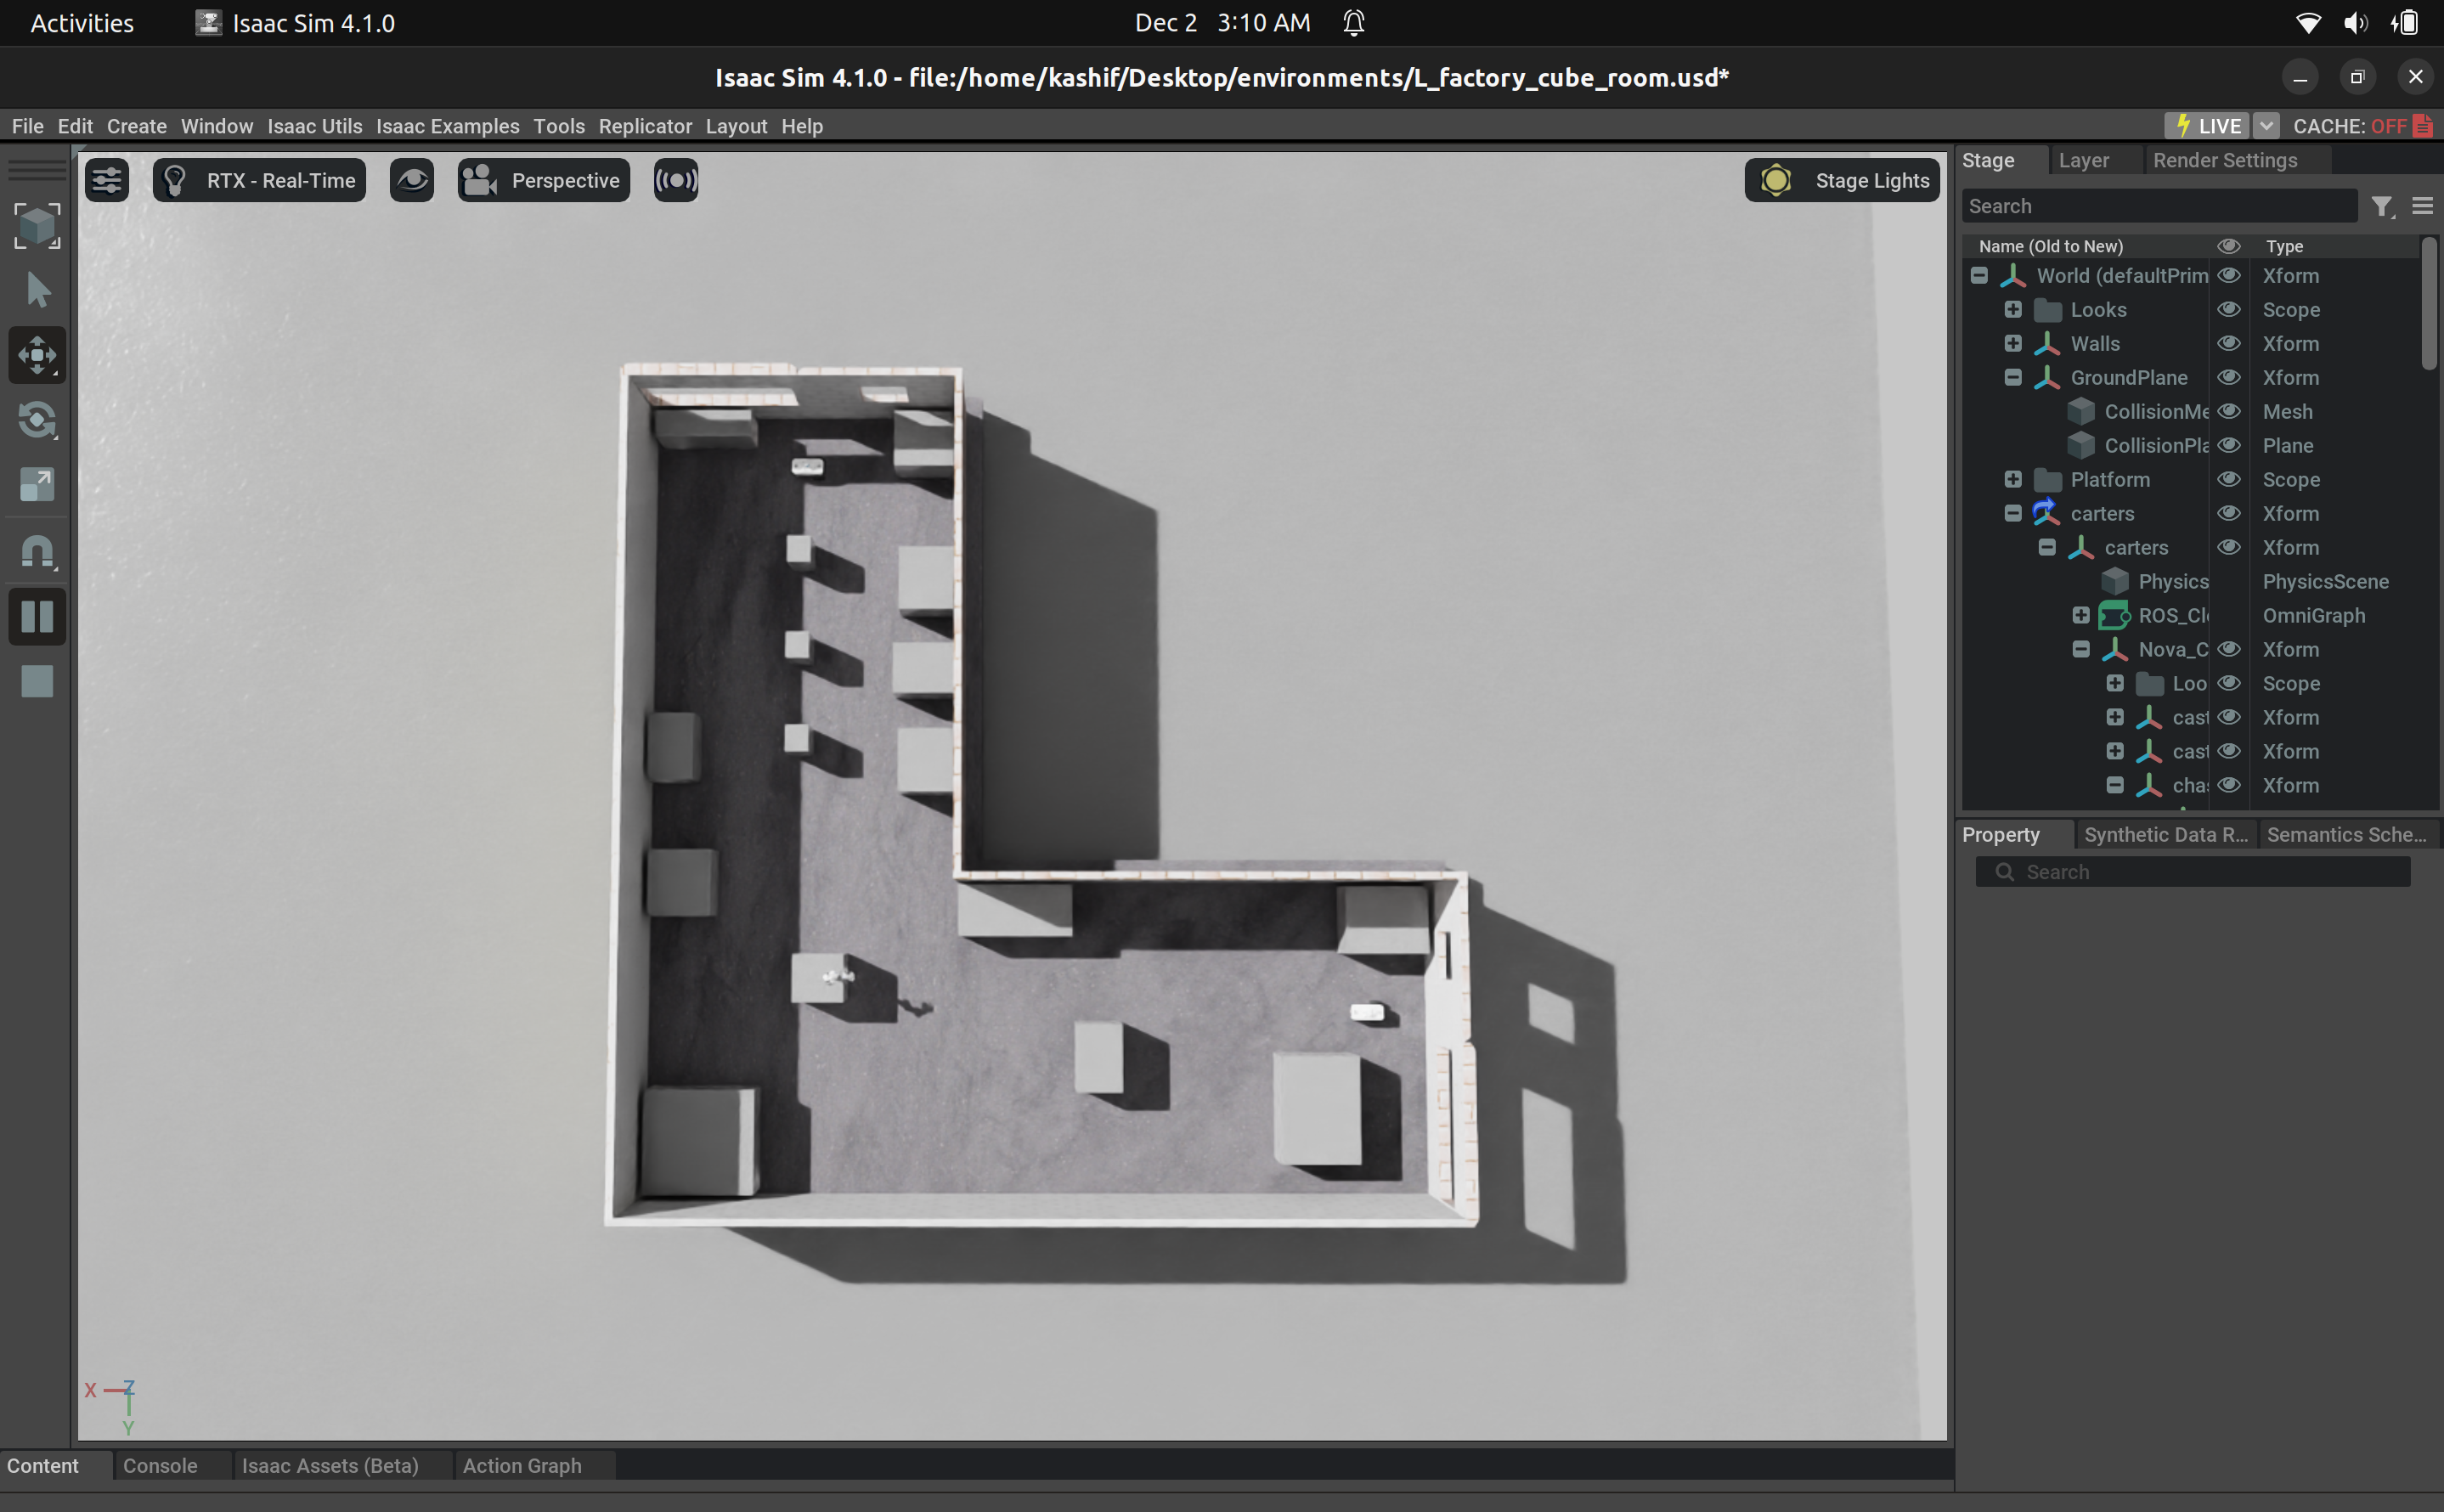 Activities Isaac Sim 4.1.0 Dec 2 3:10 AM
Isaac Sim 4.1.0 - file:/home/kashif/Desktop/environments/L_factory_cube_room.usd*
File Edit Create Window Isaac Utils Isaac Examples Tools Replicator Layout Help LIVE CACHE: OFF
RTX - Real-Time Perspective Stage Lights
Stage Layer Render Settings
Search
Name (Old to New) Type
World (defaultPrim Xform
Looks Scope
Walls Xform
GroundPlane Xform
CollisionMe Mesh
CollisionPla Plane
Platform Scope
carters Xform
carters Xform
Physics PhysicsScene
ROS_Clo OmniGraph
Nova_C Xform
Loo Scope
cast Xform
cast Xform
chas Xform
Property Synthetic Data R... Semantics Sche...
Search
X Z
Y
Content Console Isaac Assets (Beta) Action Graph